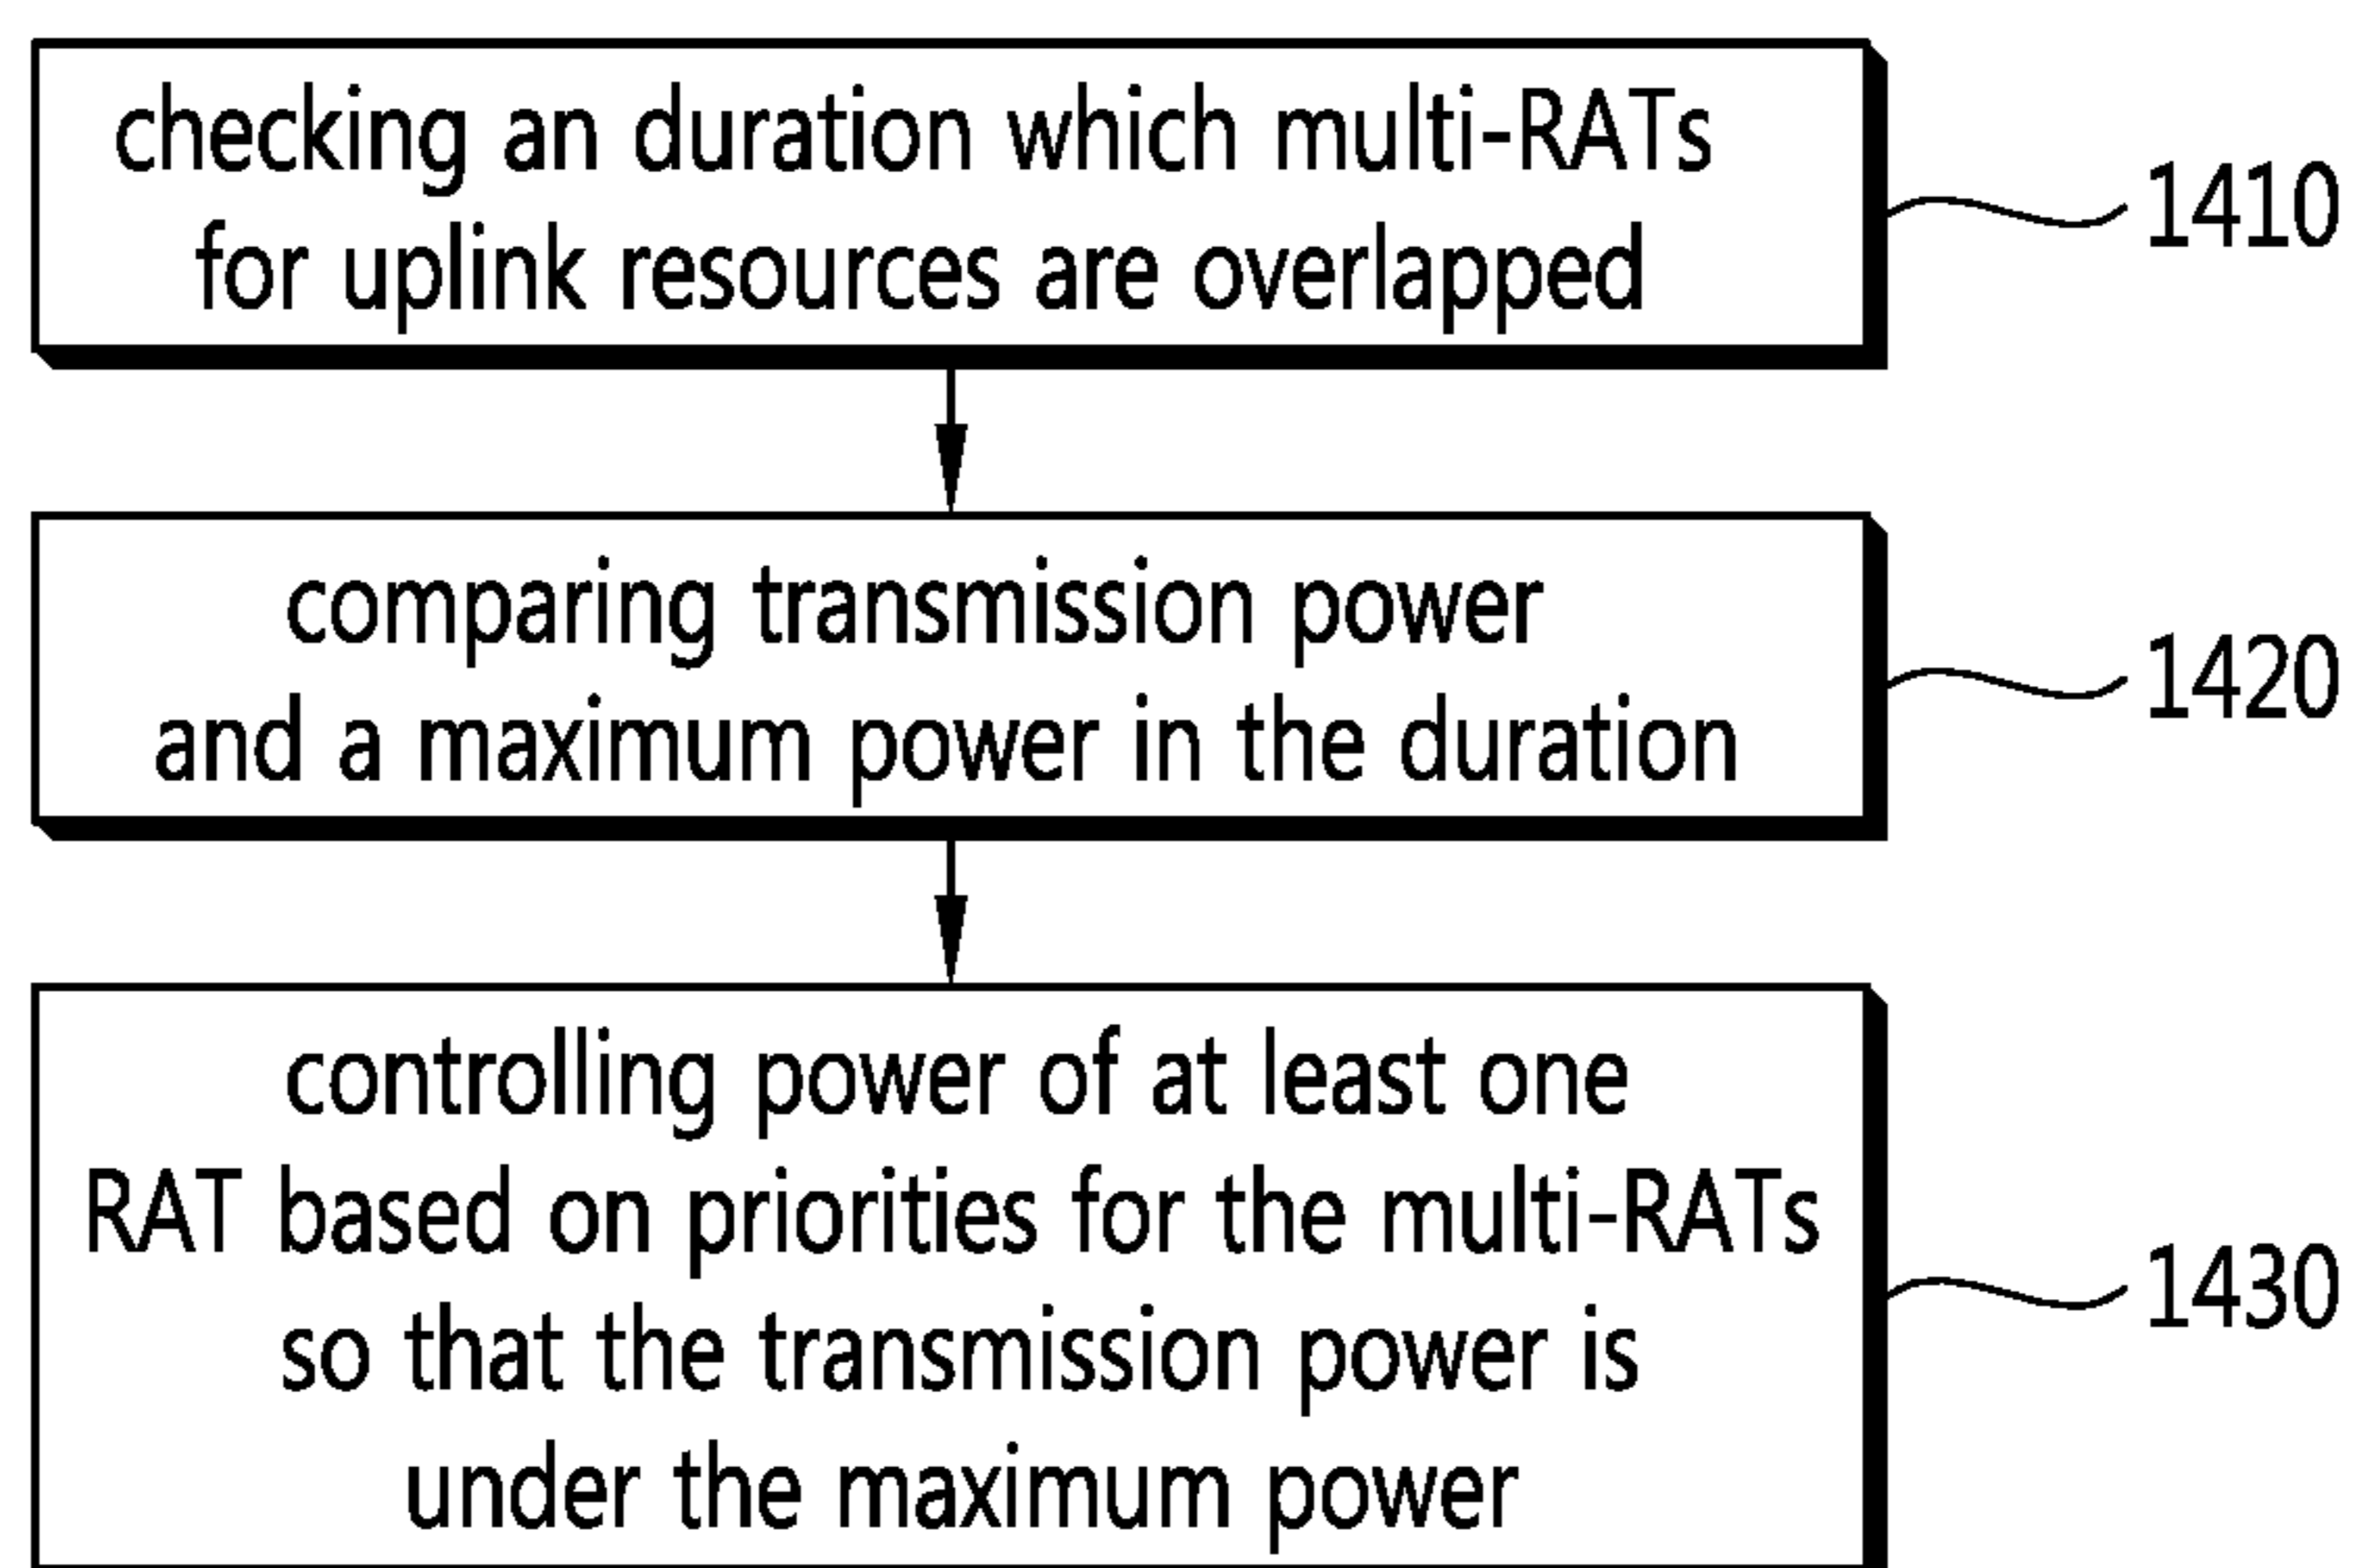 checking an duration which multi-RATs
for uplink resources are overlapped
1410
comparing transmission power
and a maximum power in the duration
1420
controlling power of at least one
RAT based on priorities for the multi-RATs
so that the transmission power is
under the maximum power
1430